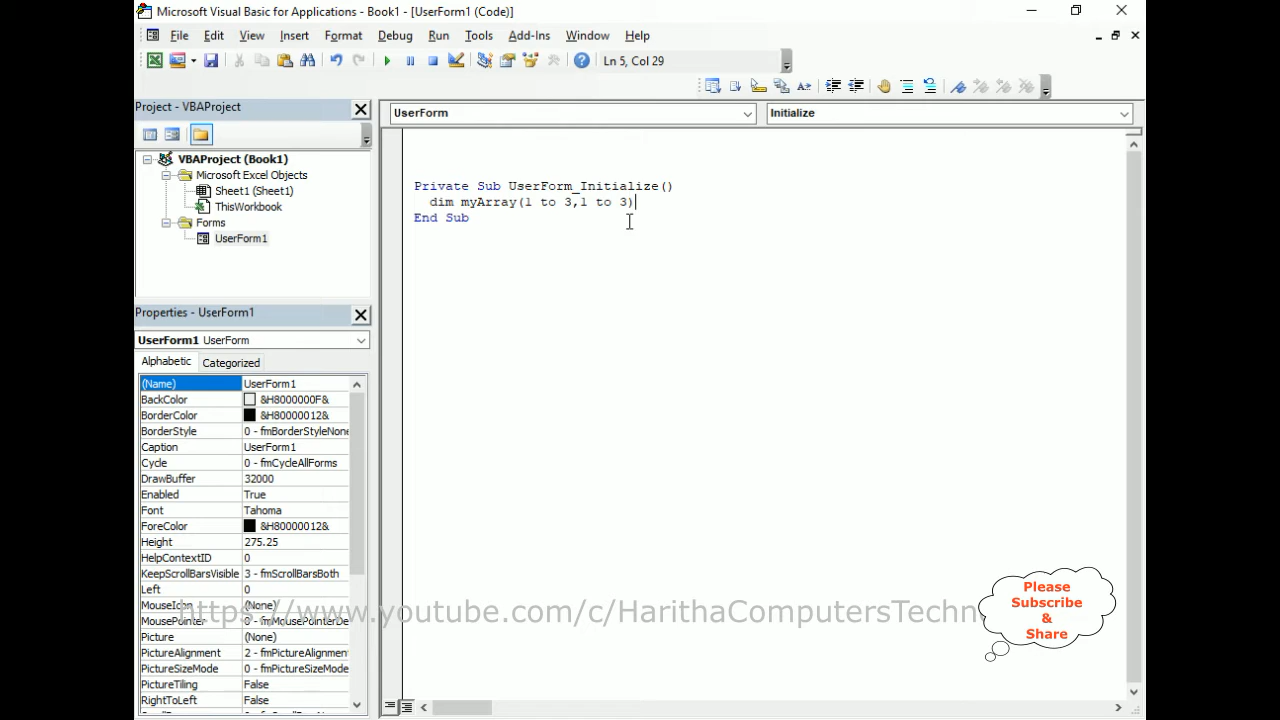 Microsoft Visual Basic for Applications - Book1 - [UserForm1 (Code)]
File Edit View Insert Format Debug Run Tools Add-Ins Window Help
Ln 5, Col 29
Project - VBAProject
VBAProject (Book1)
Microsoft Excel Objects
Sheet1 (Sheet1)
ThisWorkbook
Forms
UserForm1
Properties - UserForm1
UserForm1 UserForm
Alphabetic Categorized
(Name) UserForm1
BackColor &H8000000F&
BorderColor &H80000012&
BorderStyle 0 - fmBorderStyleNone
Caption UserForm1
Cycle 0 - fmCycleAllForms
DrawBuffer 32000
Enabled True
Font Tahoma
ForeColor &H80000012&
Height 275.25
HelpContextID 0
KeepScrollBarsVisible 3 - fmScrollBarsBoth
Left 0
MouseIcon (None)
MousePointer 0 - fmMousePointerDe
Picture (None)
PictureAlignment 2 - fmPictureAlignment
PictureSizeMode 0 - fmPictureSizeMode
PictureTiling False
RightToLeft False
UserForm Initialize
Private Sub UserForm_Initialize()
dim myArray(1 to 3,1 to 3)
End Sub
https://www.youtube.com/c/HarithaComputersTechn
Please
Subscribe
&
Share